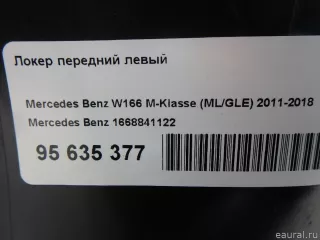 Локер передний левый
Mercedes Benz W166 M-Klasse (ML/GLE) 2011-2018
Mercedes Benz 1668841122
95 635 377
eaural.ru